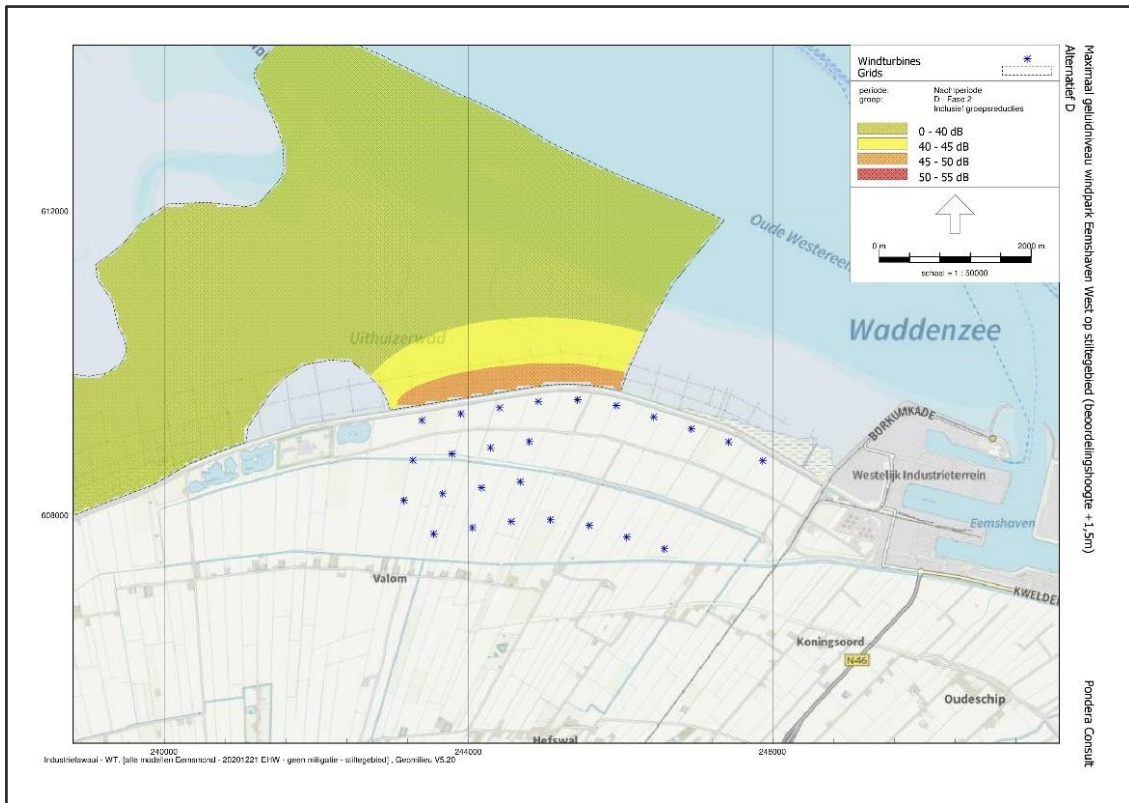 Maximaal geluidniveau windpark Eemshaven West op stiltegebied (beoordelingshoogte +1,5m)
Alternatief D
Windturbines
Grids
periode: Nachtperiode
groep: D Fase 2
Inclusief groepsreducties
0 - 40 dB
40 - 45 dB
45 - 50 dB
50 - 55 dB
0 m 2000 m
schaal = 1 : 50000
612000
Oude Westereem
Uithuizerwad
Waddenzee
BORKUMKADE
Westelijk Industrieterrein
608000
Eemshaven
Valom
KWELDER
Koningsoord
N46
Oudeschip
Hefswal
240000 244000 248000
Industrielawaai - WT, [alle modellen Eemsmond - 20201221 EHW - geen mitigatie - stiltegebied] , Geomilieu V5.20
Pondera Consult